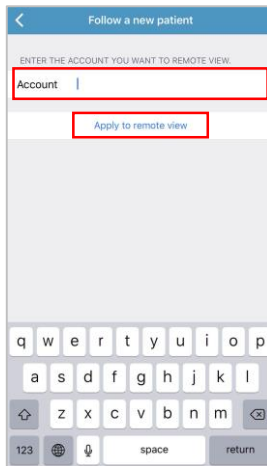 Follow a new patient
ENTER THE ACCOUNT YOU WANT TO REMOTE VIEW.
Account
Apply to remote view
q w e r t y u i o p
a s d f g h j k l
z x c v b n m
123 space return